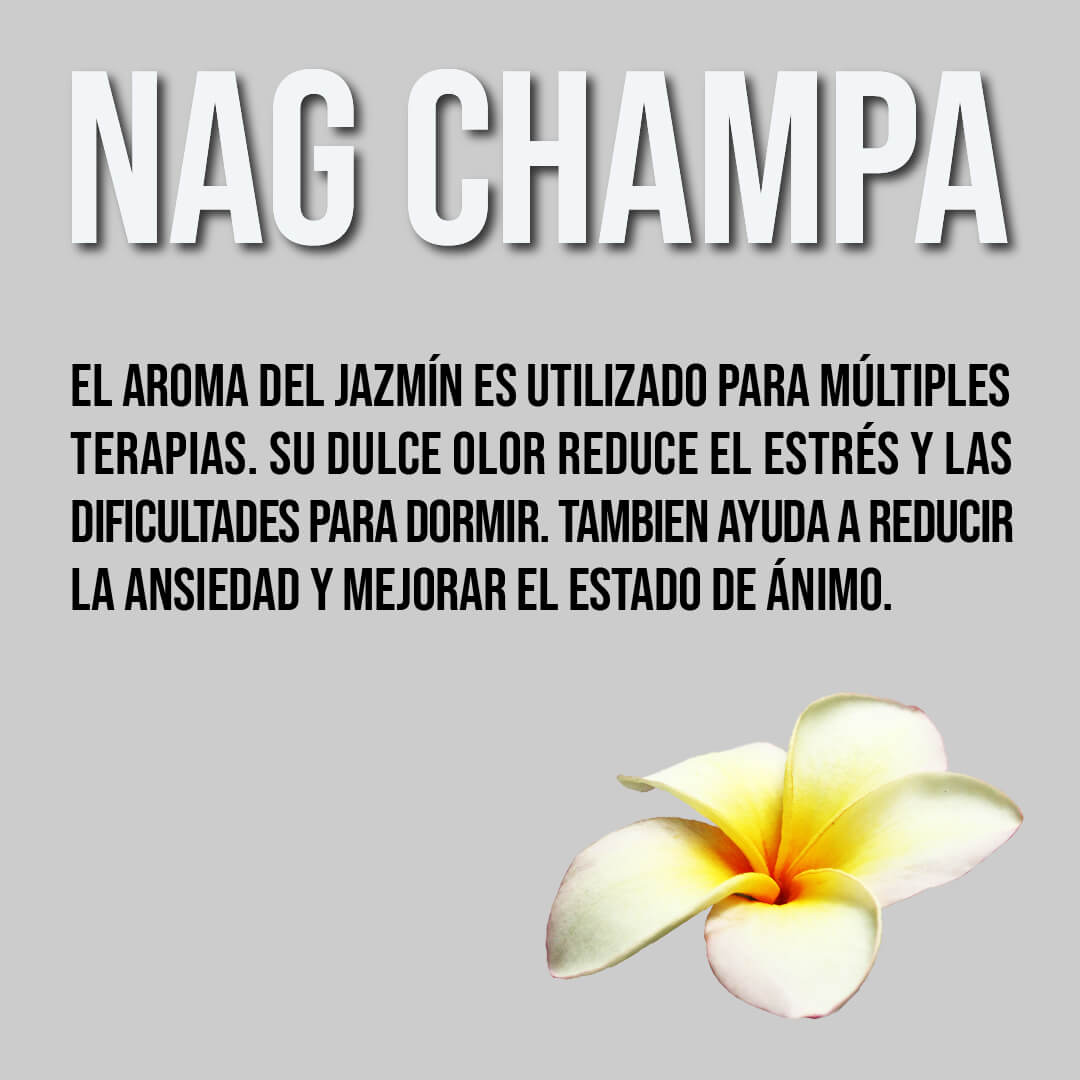 NAG CHAMPA
EL AROMA DEL JAZMÍN ES UTILIZADO PARA MÚLTIPLES
TERAPIAS. SU DULCE OLOR REDUCE EL ESTRÉS Y LAS
DIFICULTADES PARA DORMIR. TAMBIEN AYUDA A REDUCIR
LA ANSIEDAD Y MEJORAR EL ESTADO DE ÁNIMO.